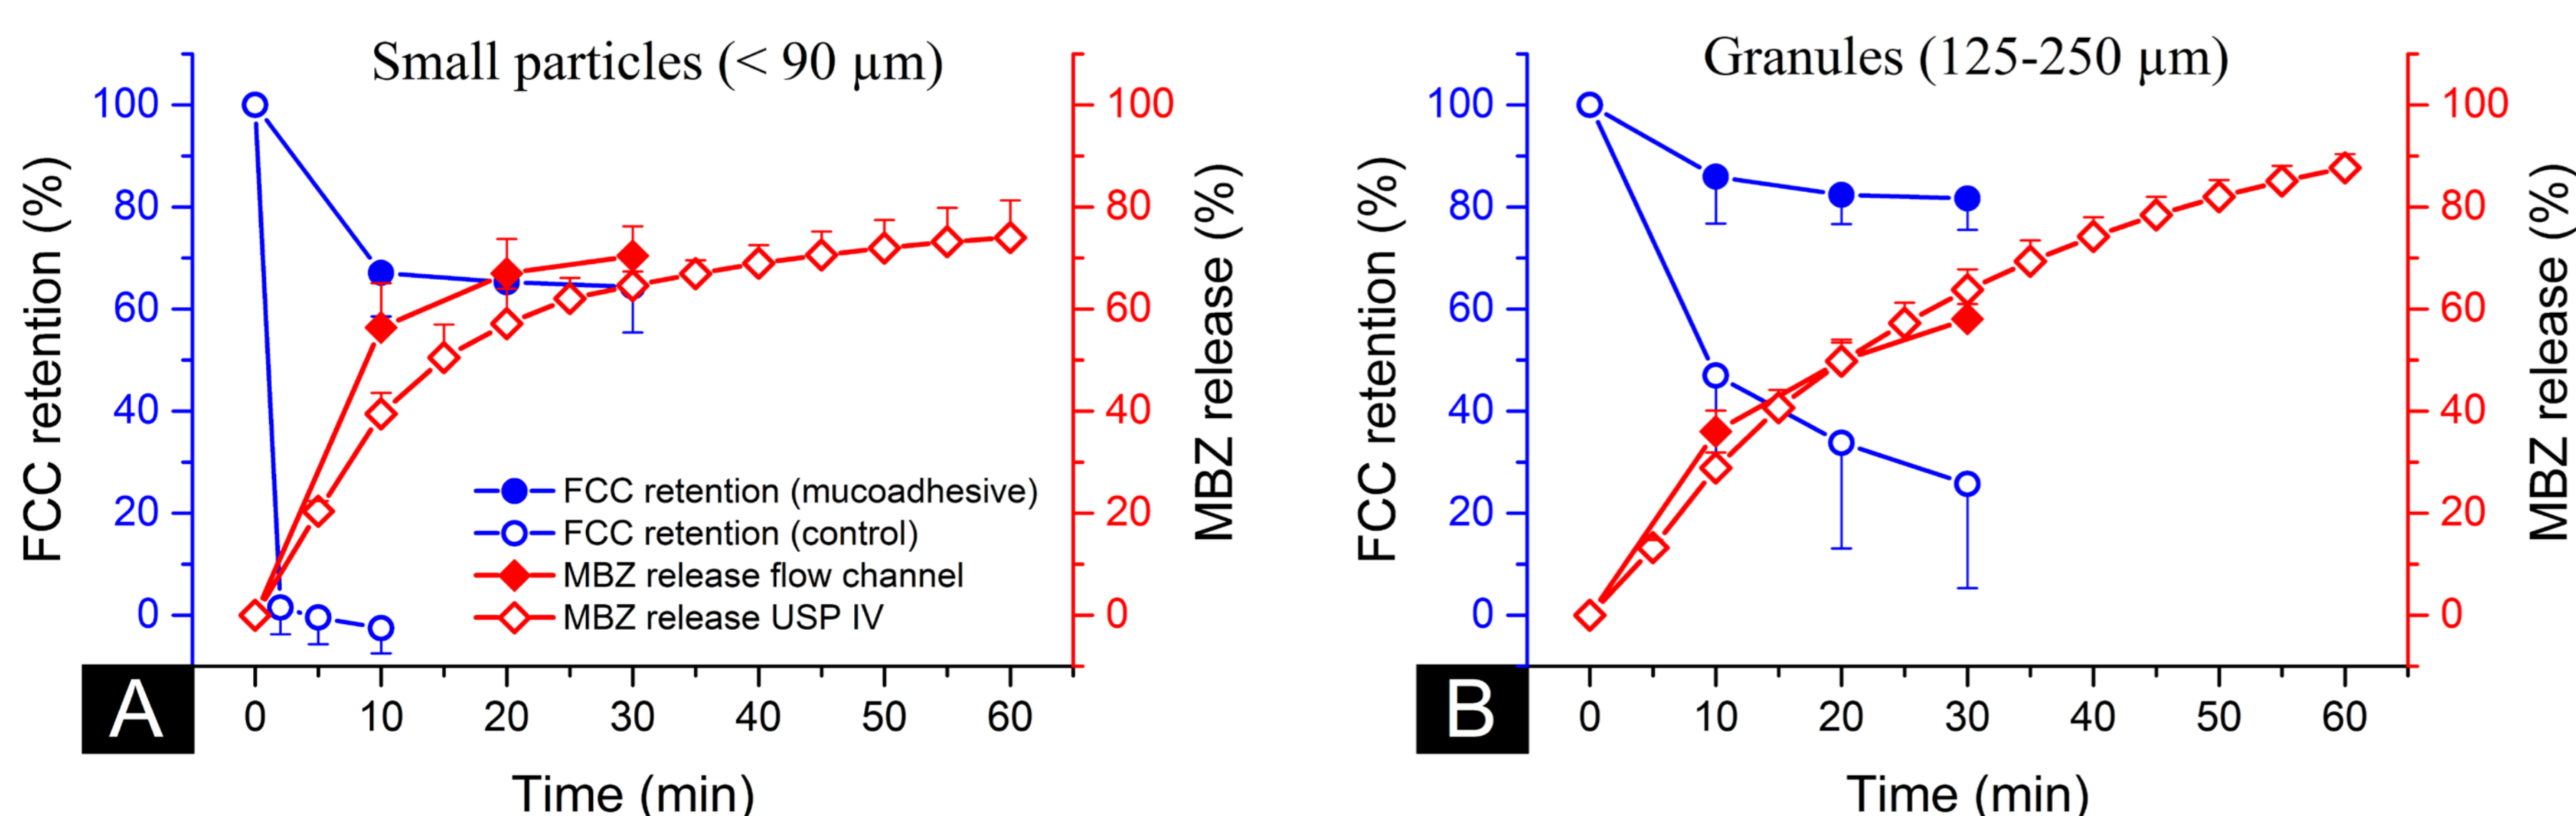 Small particles (< 90 µm)
FCC retention (%)
100
80
60
40
20
0
100
80
60
40
20
0
MBZ release (%)
FCC retention (mucoadhesive)
FCC retention (control)
MBZ release flow channel
MBZ release USP IV
A
0 10 20 30 40 50 60
Time (min)
Granules (125-250 µm)
FCC retention (%)
100
80
60
40
20
0
100
80
60
40
20
0
MBZ release (%)
B
0 10 20 30 40 50 60
Time (min)